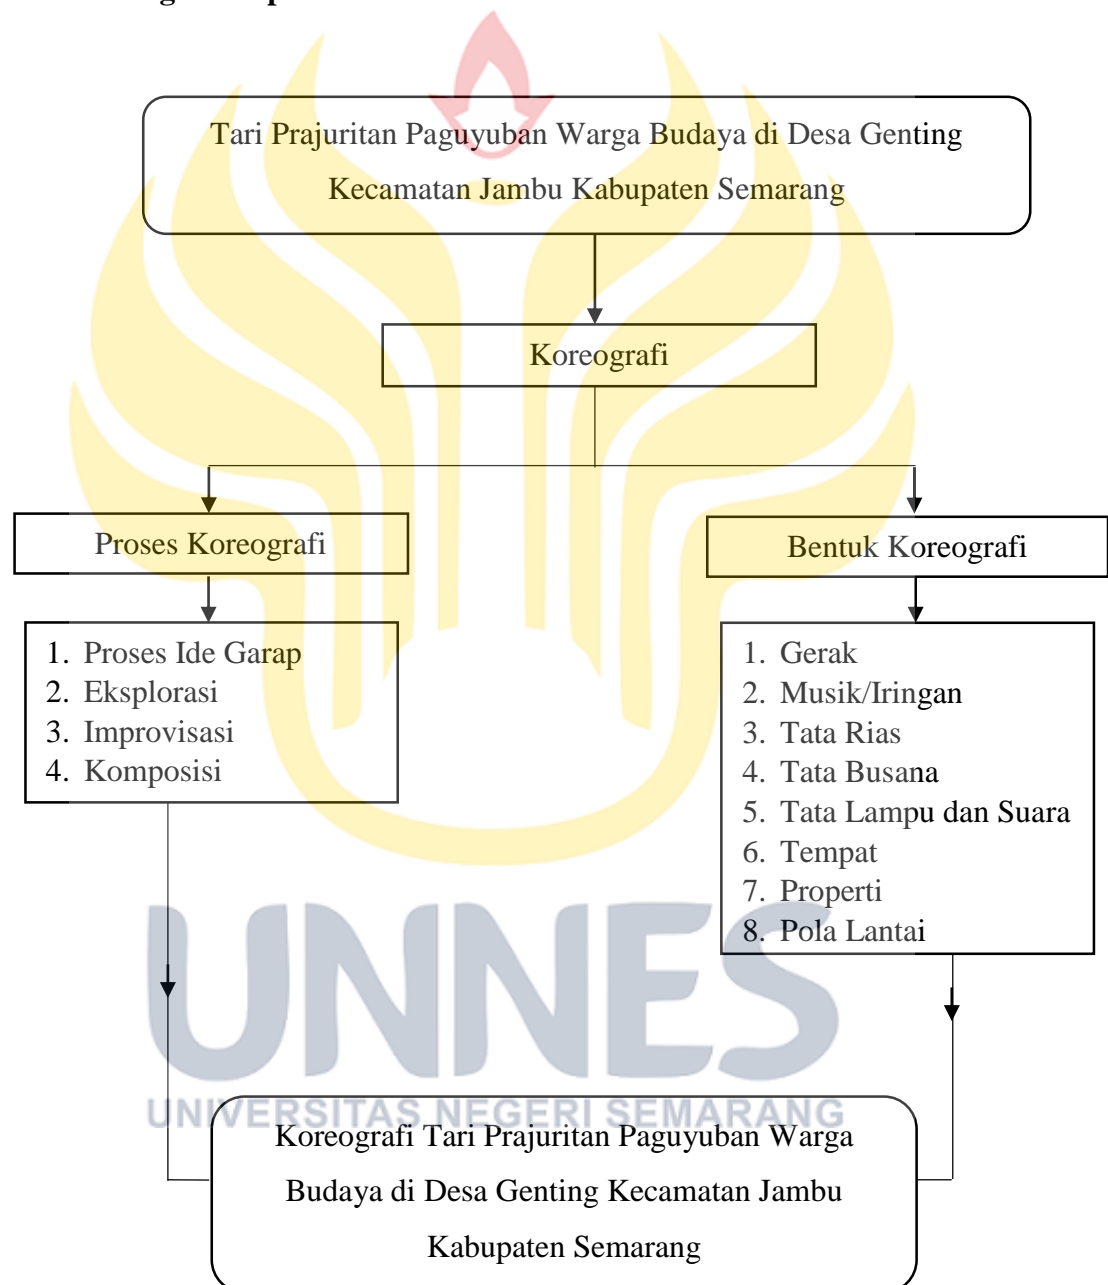 Tari Prajuritan Paguyuban Warga Budaya di Desa Genting
Kecamatan Jambu Kabupaten Semarang
Koreografi
Proses Koreografi
Bentuk Koreografi
1. Proses Ide Garap
2. Eksplorasi
3. Improvisasi
4. Komposisi
1. Gerak
2. Musik/Iringan
3. Tata Rias
4. Tata Busana
5. Tata Lampu dan Suara
6. Tempat
7. Properti
8. Pola Lantai
UNNES
UNIVERSITAS NEGERI SEMARANG
Koreografi Tari Prajuritan Paguyuban Warga
Budaya di Desa Genting Kecamatan Jambu
Kabupaten Semarang